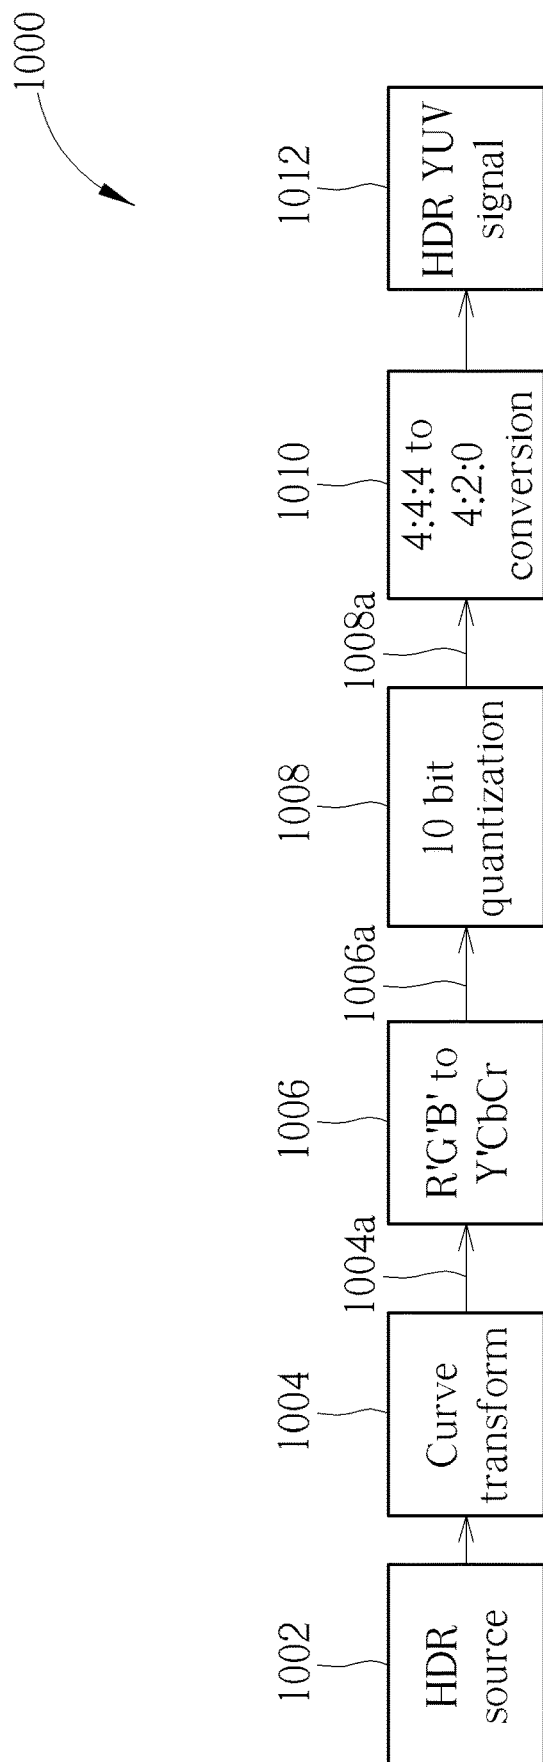 1000
1002
HDR
source
1004
Curve
transform
1004a
1006
R'G'B' to
Y'CbCr
1006a
1008
10 bit
quantization
1008a
1010
4:4:4 to
4:2:0
conversion
1012
HDR YUV
signal